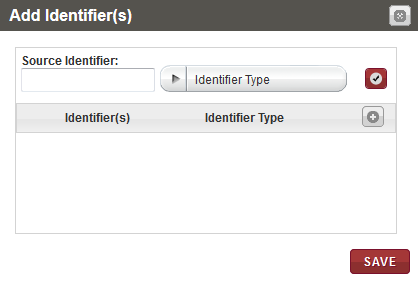 Add Identifier(s)
Source Identifier:
Identifier Type
Identifier(s) Identifier Type
SAVE